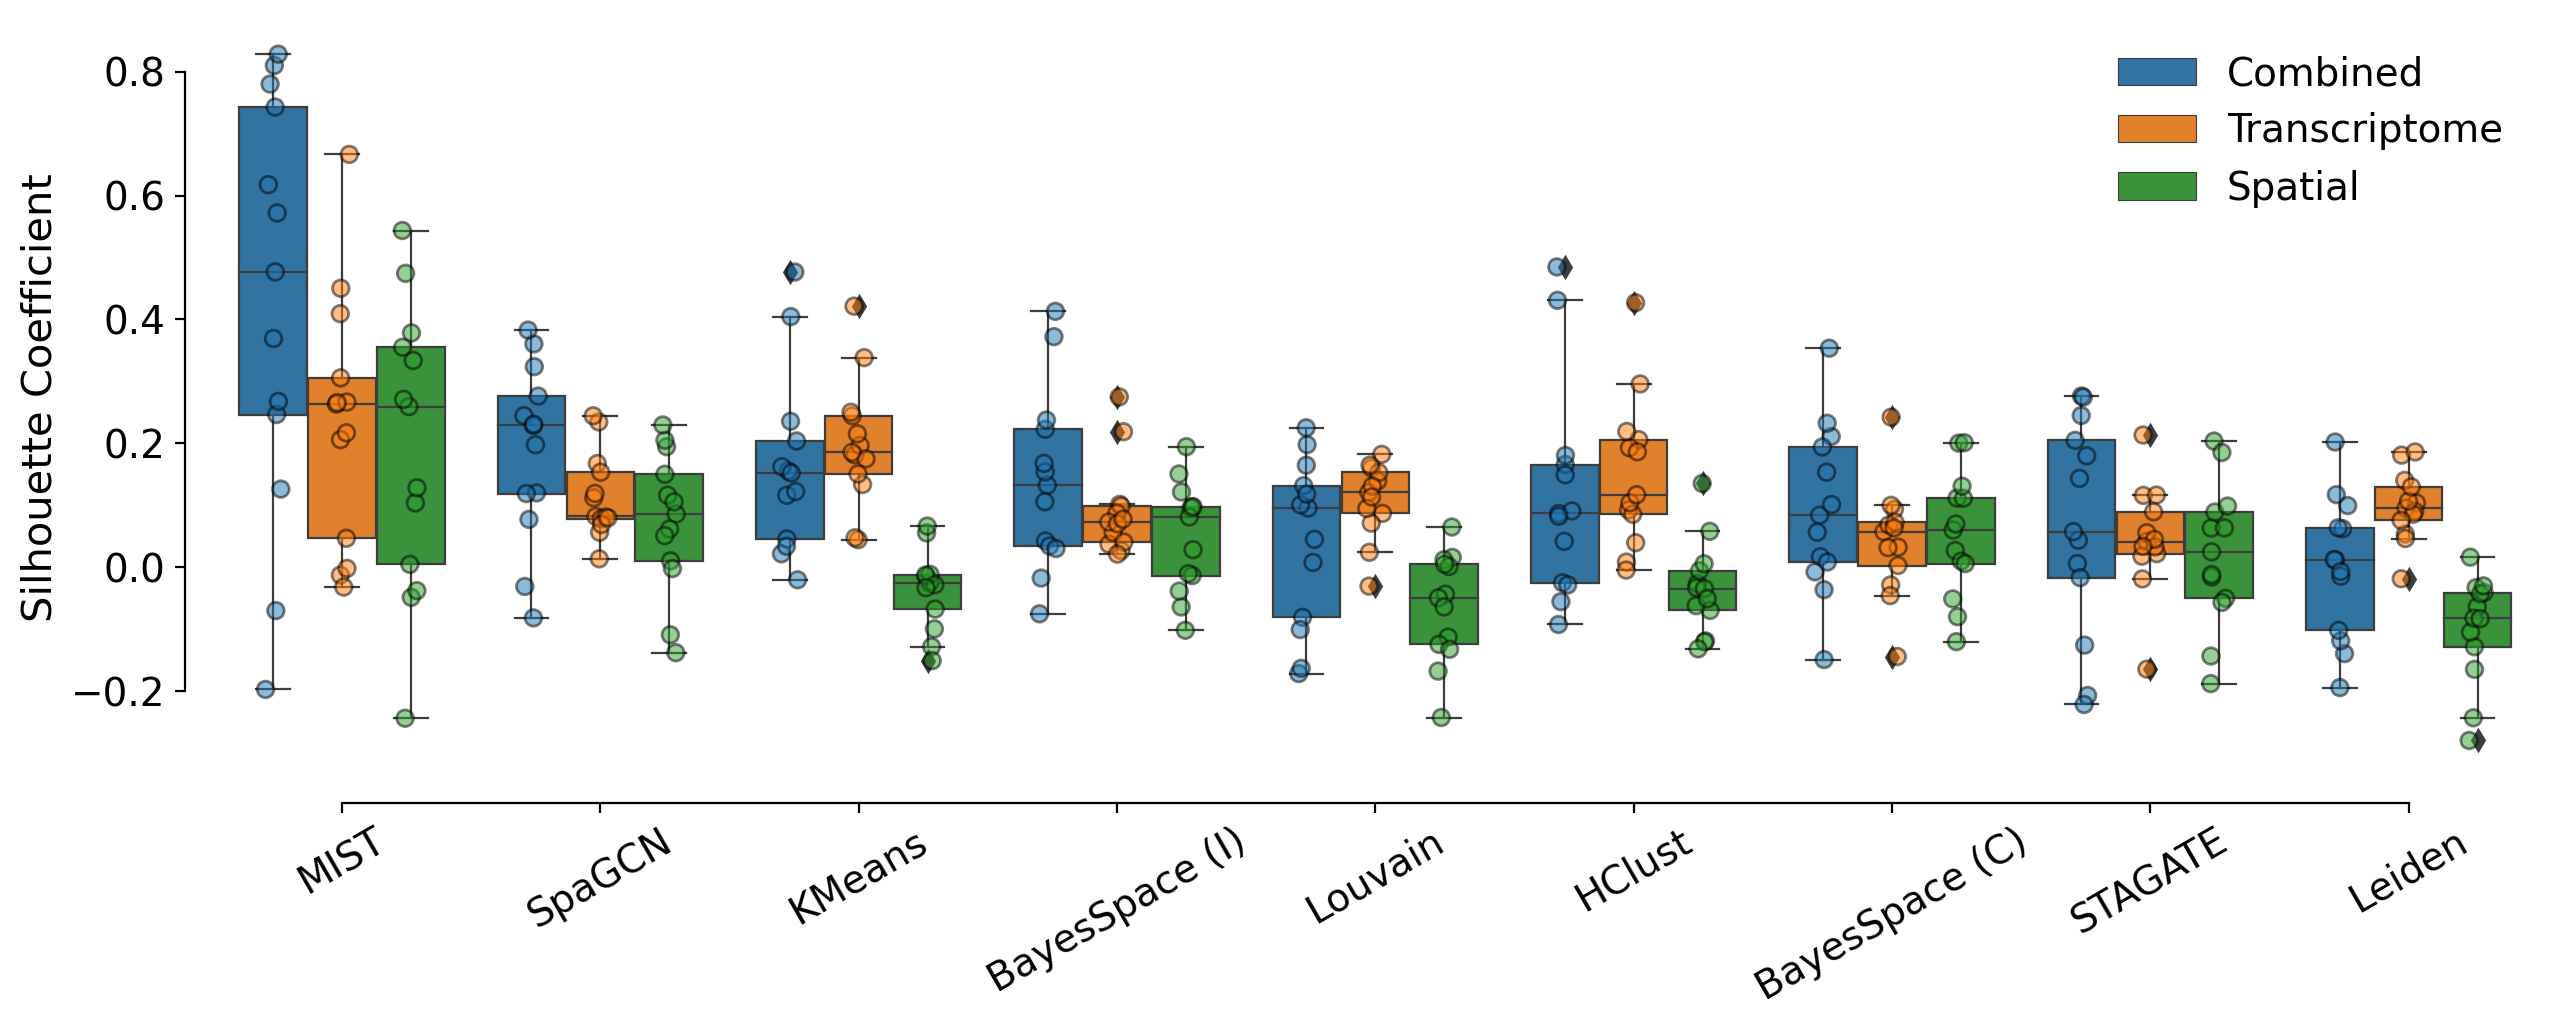 Silhouette Coefficient
0.8
0.6
0.4
0.2
0.0
−0.2
Combined
Transcriptome
Spatial
MIST
SpaGCN
KMeans
BayesSpace (I)
Louvain
HClust
BayesSpace (C)
STAGATE
Leiden